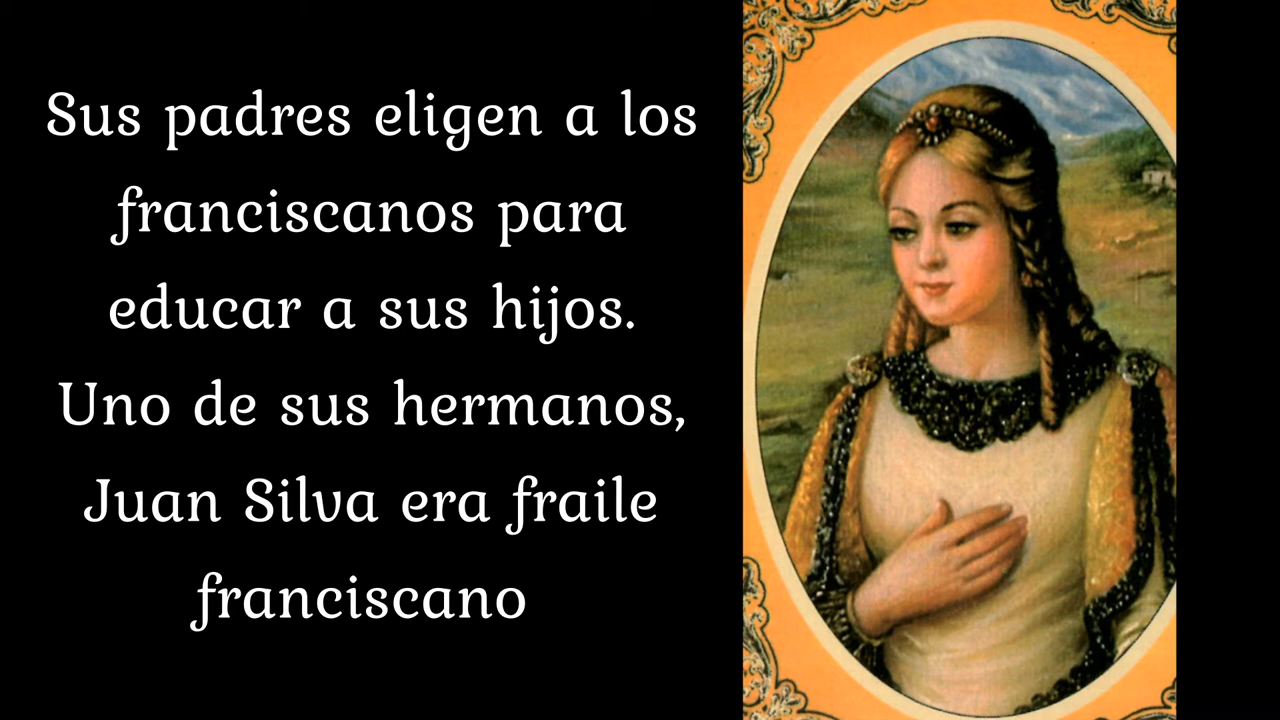 Sus padres eligen a los
franciscanos para
educar a sus hijos.
Uno de sus hermanos,
Juan Silva era fraile
franciscano